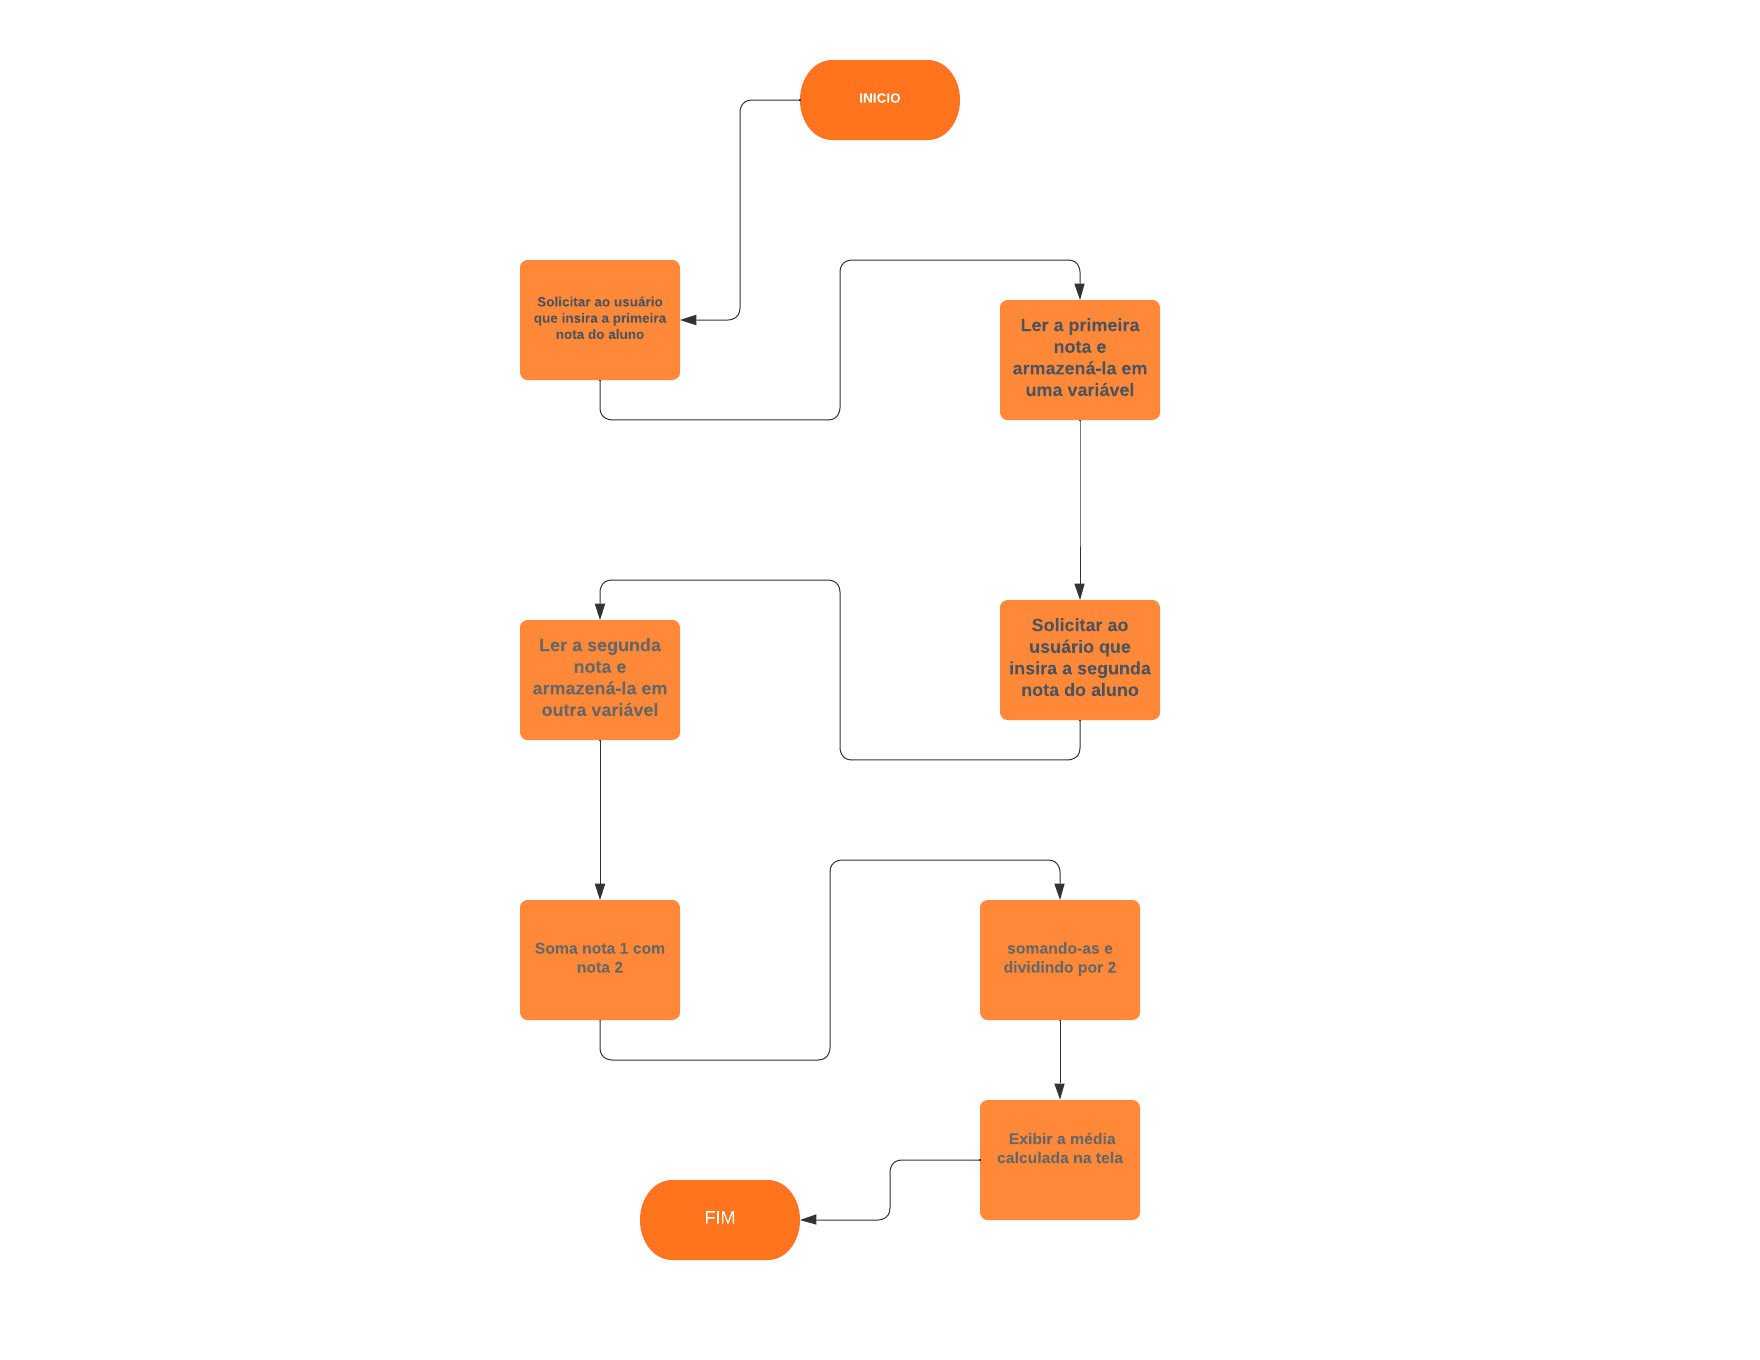 INICIO
Solicitar ao usuário
que insira a primeira
nota do aluno
Ler a primeira
nota e
armazená-la em
uma variável
Solicitar ao
usuário que
insira a segunda
nota do aluno
Ler a segunda
nota e
armazená-la em
outra variável
Soma nota 1 com
nota 2
somando-as e
dividindo por 2
Exibir a média
calculada na tela
FIM